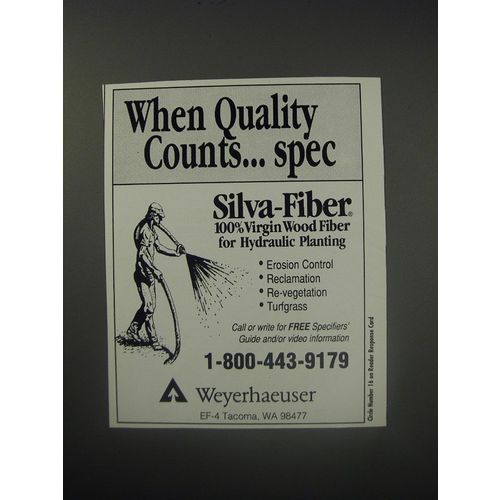 When Quality
Counts... spec
Silva-Fiber®
100% Virgin Wood Fiber
for Hydraulic Planting
• Erosion Control
• Reclamation
• Re-vegetation
• Turfgrass
Call or write for FREE Specifiers'
Guide and/or video information
1-800-443-9179
Weyerhaeuser
EF-4 Tacoma, WA 98477
Circle Number 16 on Reader Response Card